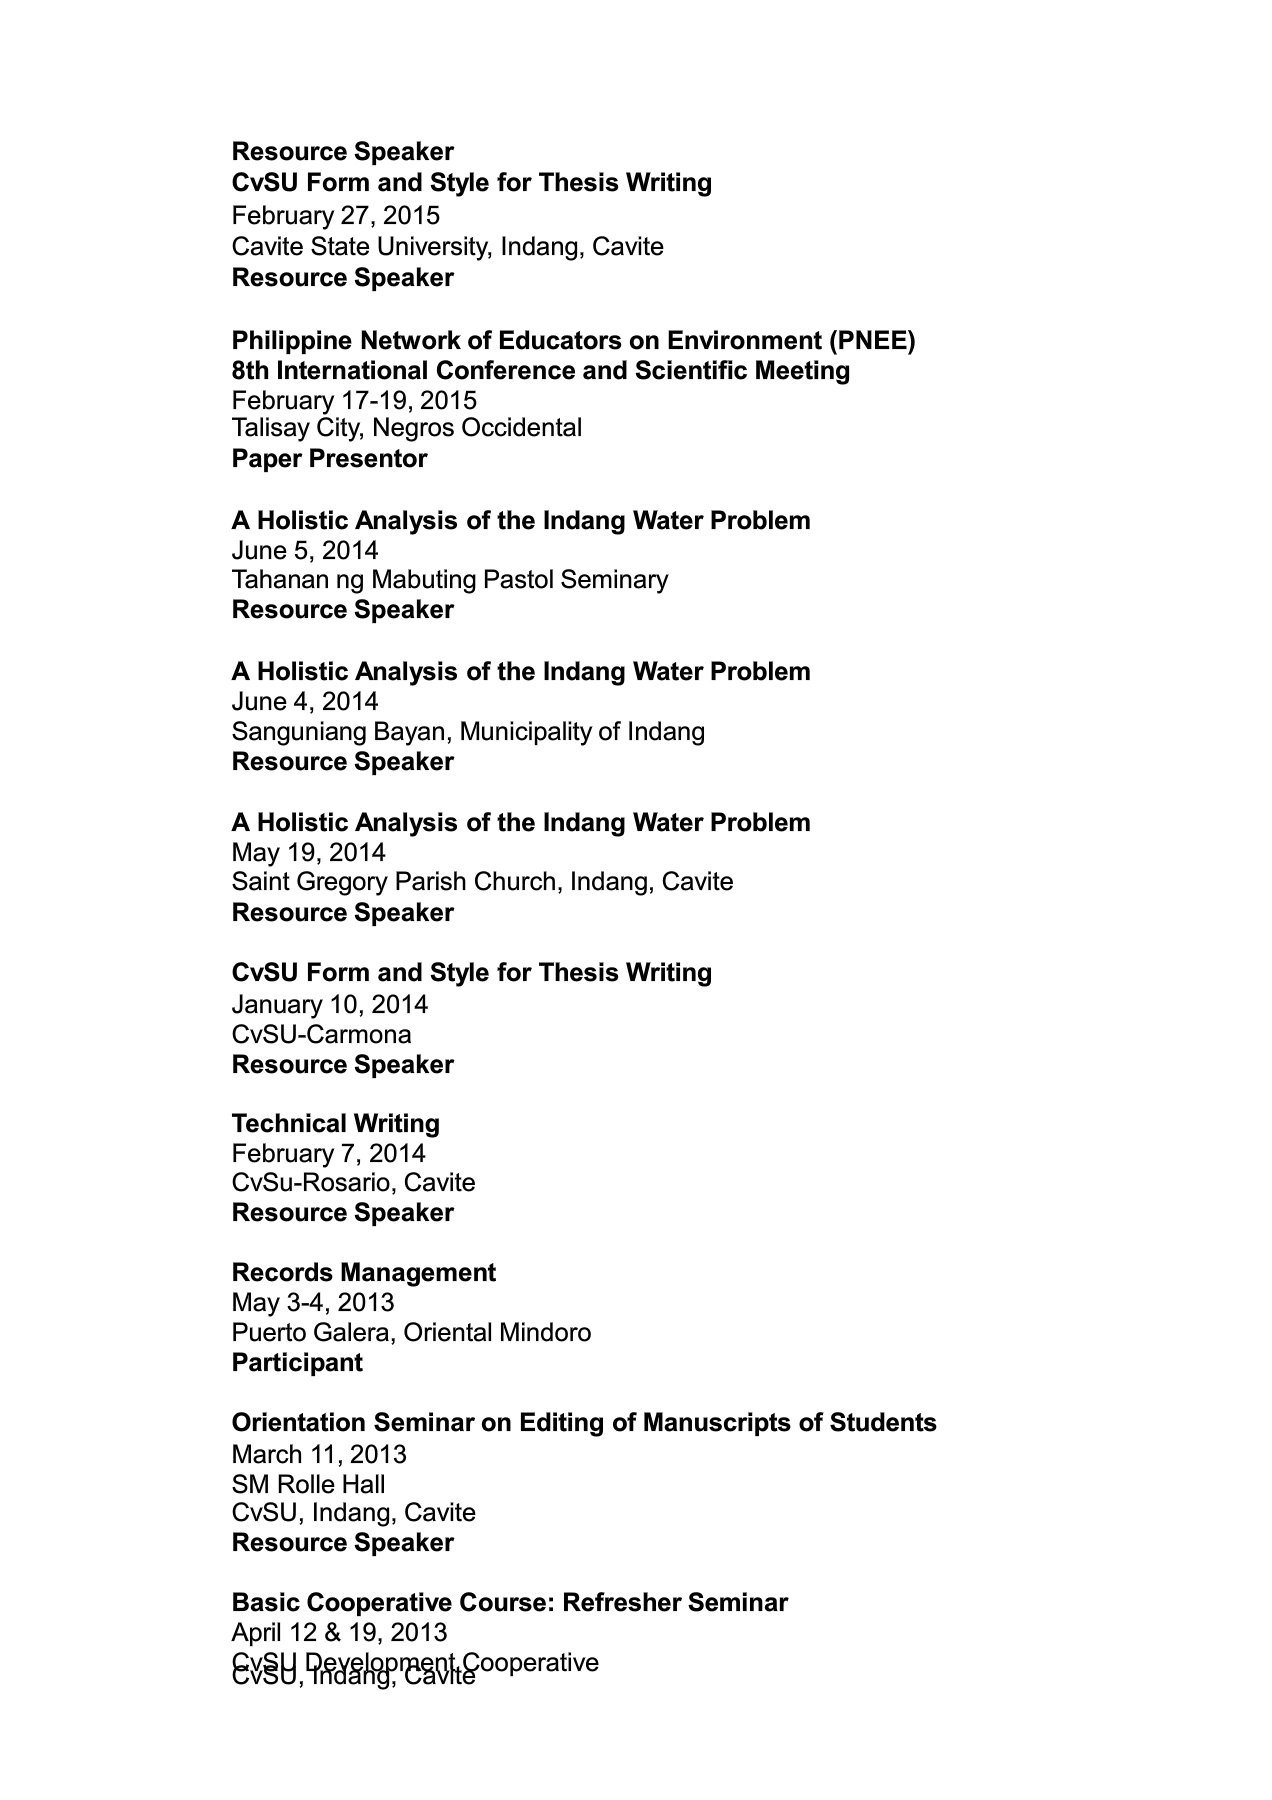 Resource Speaker
CvSU Form and Style for Thesis Writing
February 27, 2015
Cavite State University, Indang, Cavite
Resource Speaker
Philippine Network of Educators on Environment (PNEE)
8th International Conference and Scientific Meeting
February 17-19, 2015
Talisay City, Negros Occidental
Paper Presentor
A Holistic Analysis of the Indang Water Problem
June 5, 2014
Tahanan ng Mabuting Pastol Seminary
Resource Speaker
A Holistic Analysis of the Indang Water Problem
June 4, 2014
Sanguniang Bayan, Municipality of Indang
Resource Speaker
A Holistic Analysis of the Indang Water Problem
May 19, 2014
Saint Gregory Parish Church, Indang, Cavite
Resource Speaker
CvSU Form and Style for Thesis Writing
January 10, 2014
CvSU-Carmona
Resource Speaker
Technical Writing
February 7, 2014
CvSu-Rosario, Cavite
Resource Speaker
Records Management
May 3-4, 2013
Puerto Galera, Oriental Mindoro
Participant
Orientation Seminar on Editing of Manuscripts of Students
March 11, 2013
SM Rolle Hall
CvSU, Indang, Cavite
Resource Speaker
Basic Cooperative Course: Refresher Seminar
April 12 & 19, 2013
CvSU Development Cooperative
CvSU, Indang, Cavite